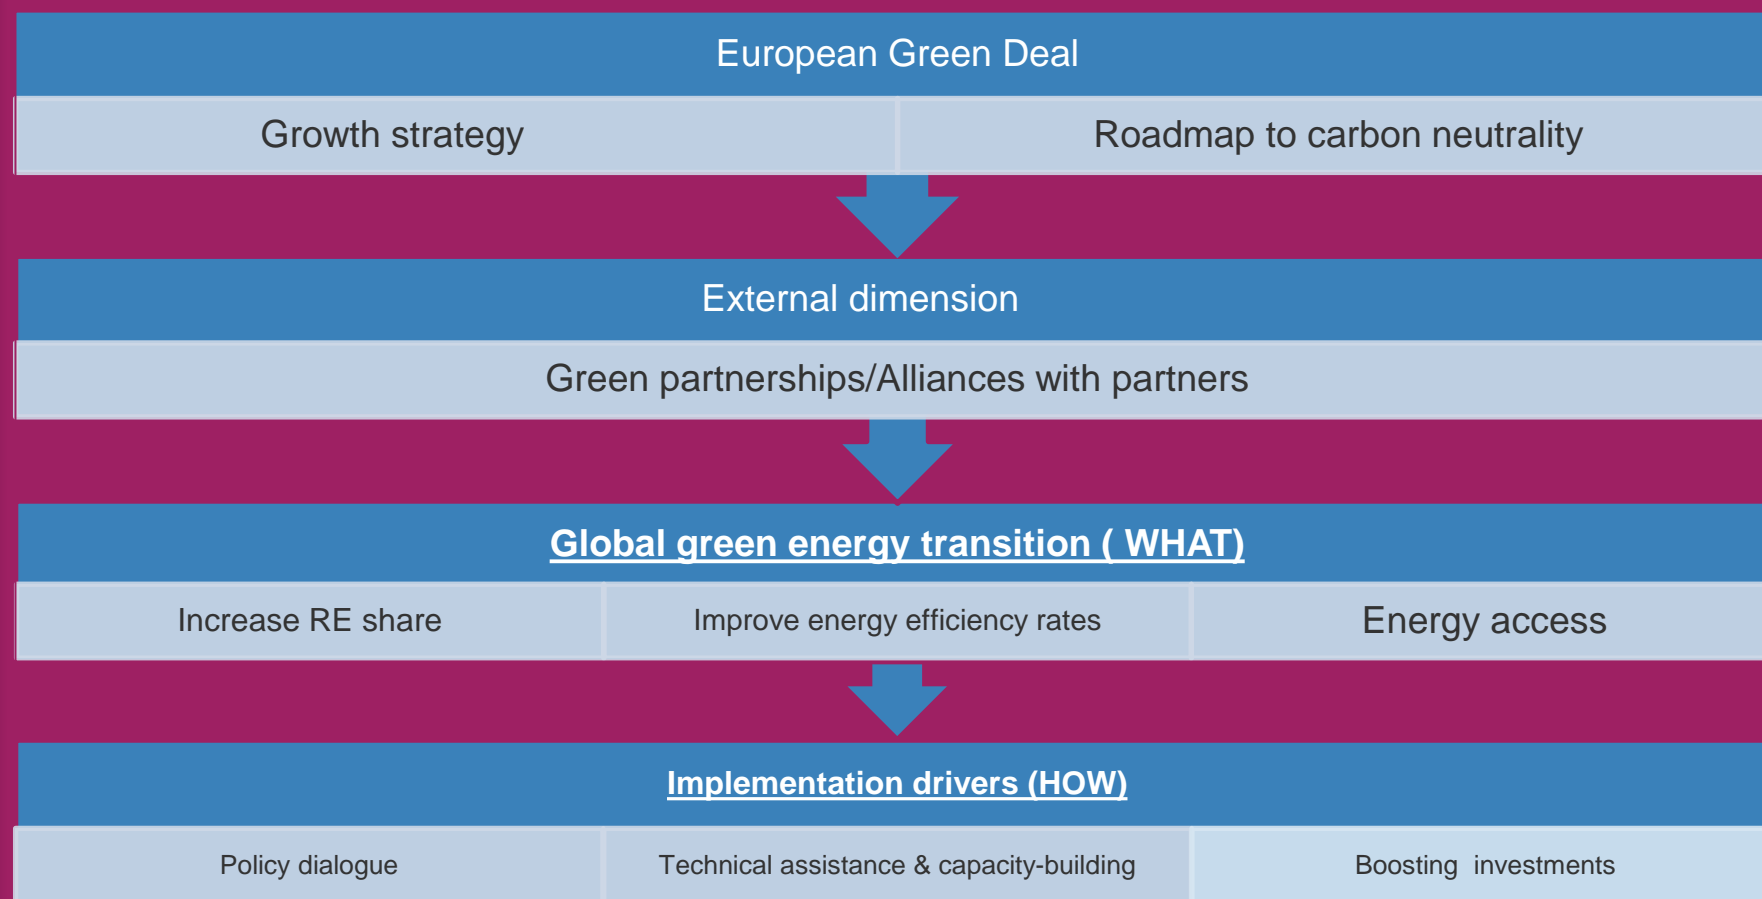 European Green Deal
Growth strategy
Roadmap to carbon neutrality
External dimension
Green partnerships/Alliances with partners
Global green energy transition ( WHAT)
Increase RE share
Improve energy efficiency rates
Energy access
Implementation drivers (HOW)
Policy dialogue
Technical assistance & capacity-building
Boosting  investments